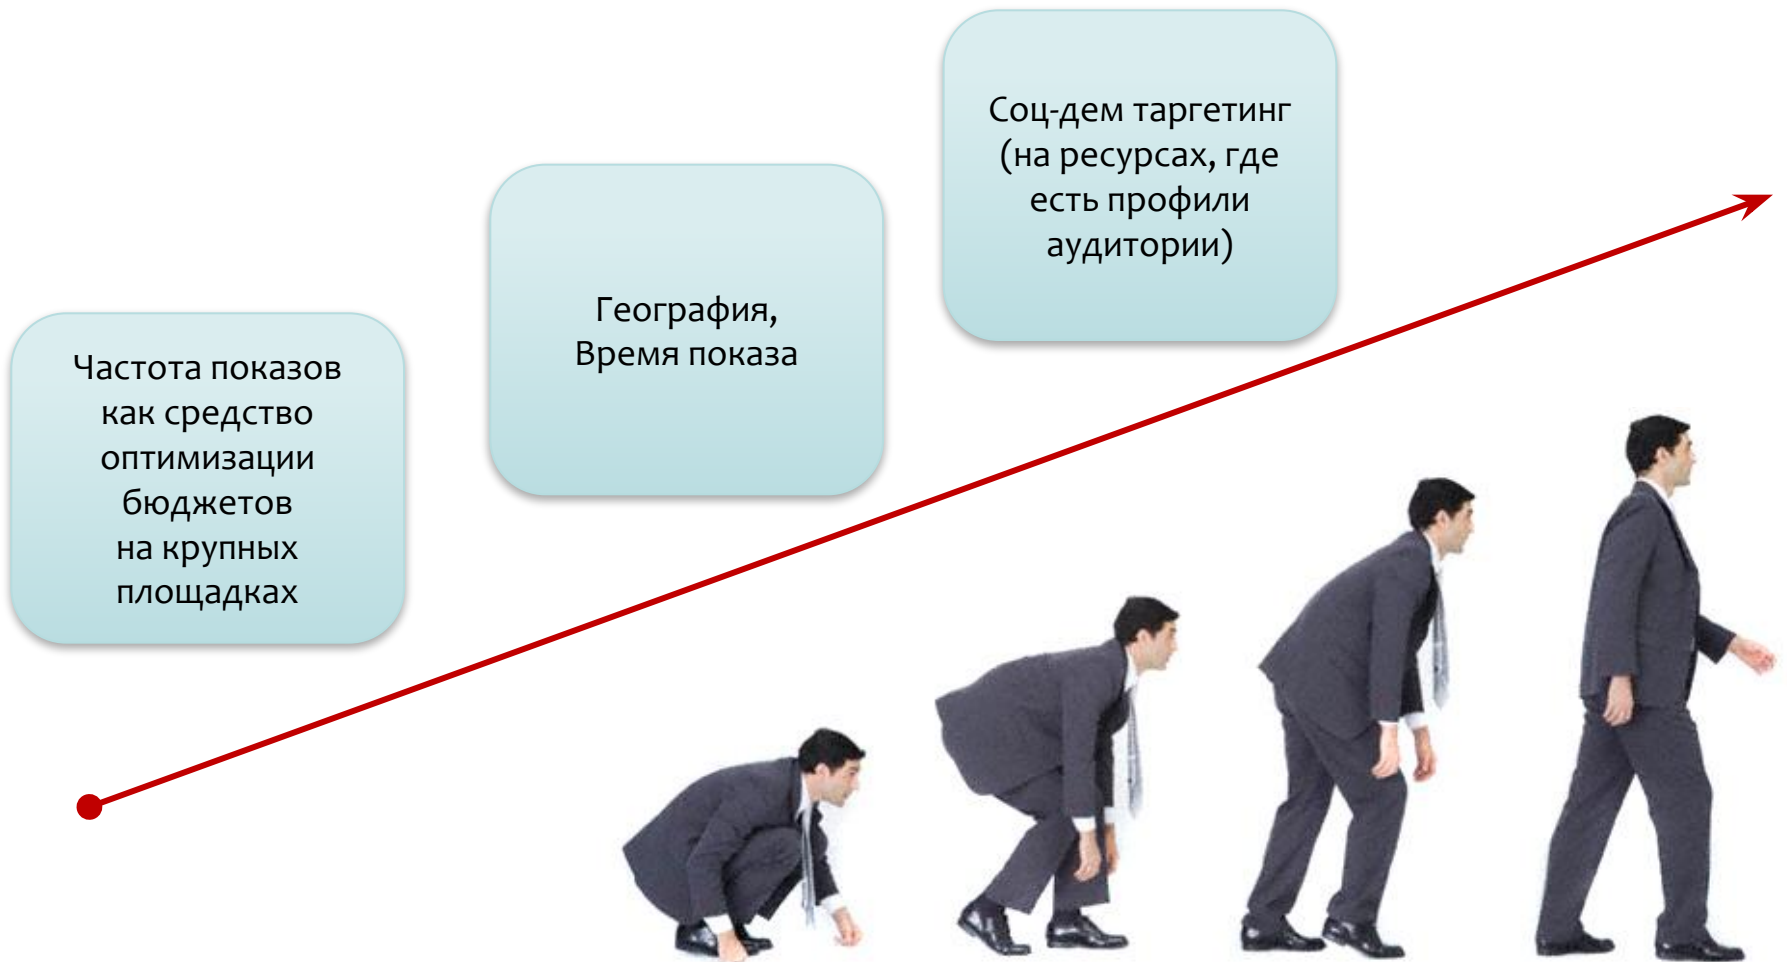 Частота показов
как средство
оптимизации
бюджетов
на крупных
площадках
География,
Время показа
Соц-дем таргетинг
(на ресурсах, где
есть профили
аудитории)